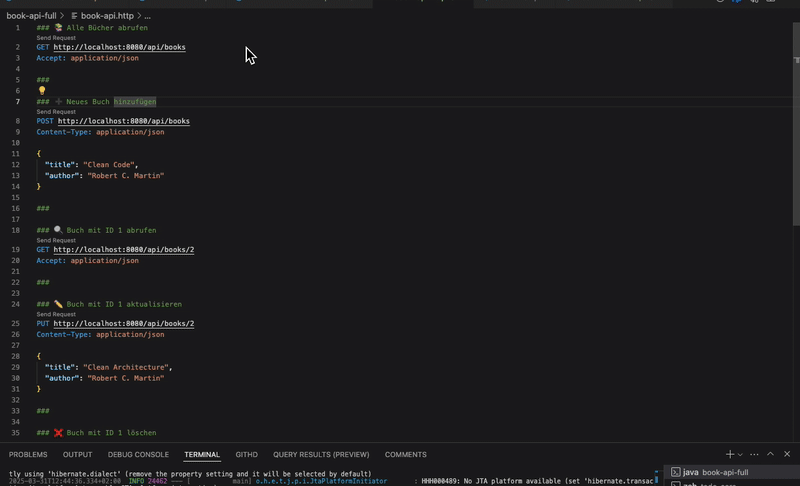 book-api-full > book-api.http > ...
1 ### 📚 Alle Bücher abrufen
Send Request
2 GET http://localhost:8080/api/books
3 Accept: application/json
4
5 ###
6
7 ### ➕ Neues Buch hinzufügen
Send Request
8 POST http://localhost:8080/api/books
9 Content-Type: application/json
10
11 {
12 "title": "Clean Code",
13 "author": "Robert C. Martin"
14 }
15
16 ###
17
18 ### 🔍 Buch mit ID 1 abrufen
Send Request
19 GET http://localhost:8080/api/books/2
20 Accept: application/json
21
22 ###
23
24 ### ✏️ Buch mit ID 1 aktualisieren
Send Request
25 PUT http://localhost:8080/api/books/2
26 Content-Type: application/json
27
28 {
29 "title": "Clean Architecture",
30 "author": "Robert C. Martin"
31 }
32
33 ###
34
35 ### ❌ Buch mit ID 1 löschen
PROBLEMS OUTPUT DEBUG CONSOLE TERMINAL GITHD QUERY RESULTS (PREVIEW) COMMENTS
tly using 'hibernate.dialect' (remove the property setting and it will be selected by default)
2025-03-31T12:44:36.334+02:00 INFO 24462 --- [ main] o.h.e.t.j.p.i.JtaPlatformInitiator : HHH000489: No JTA platform available (set 'hibernate.transac
java book-api-full